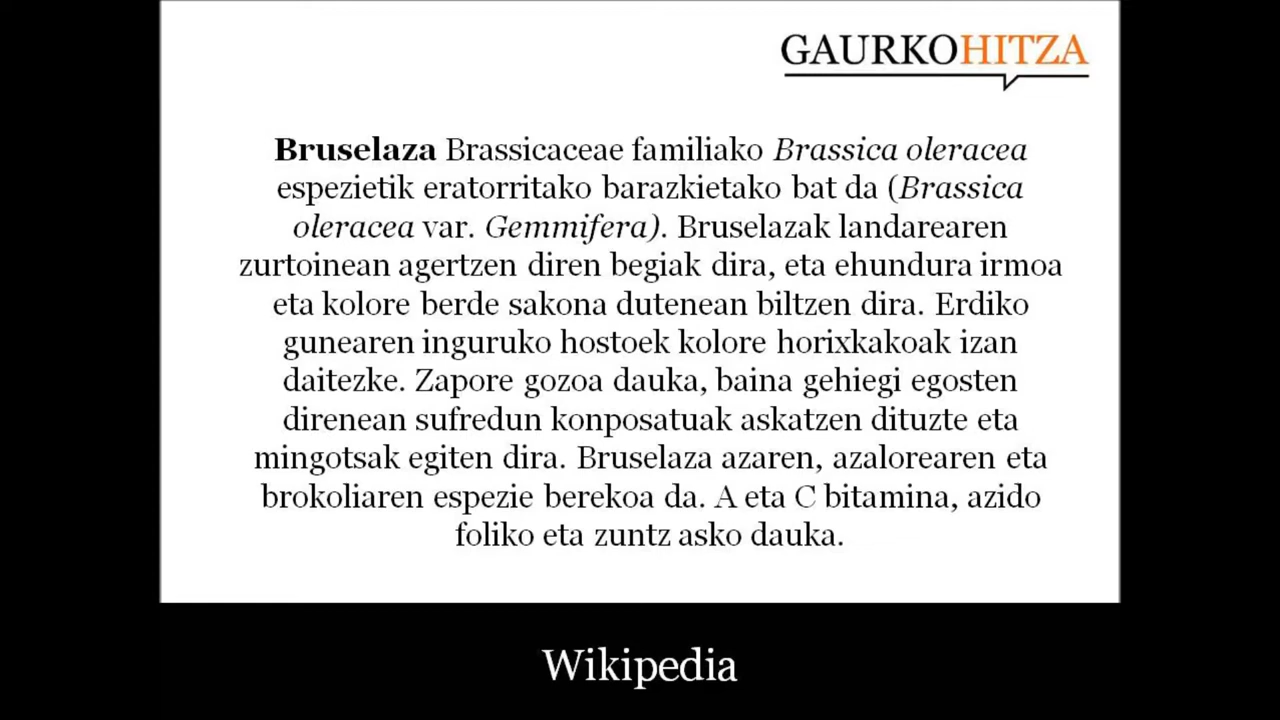 GAURKOHITZA
Bruselaza Brassicaceae familiako Brassica oleracea
espezietik eratorritako barazkietako bat da (Brassica
oleracea var. Gemmifera). Bruselazak landarearen
zurtoinean agertzen diren begiak dira, eta ehundura irmoa
eta kolore berde sakona dutenean biltzen dira. Erdiko
gunearen inguruko hostoek kolore horixkakoak izan
daitezke. Zapore gozoa dauka, baina gehiegi egosten
direnean sufredun konposatuak askatzen dituzte eta
mingotsak egiten dira. Bruselaza azaren, azalorearen eta
brokoliaren espezie berekoa da. A eta C bitamina, azido
foliko eta zuntz asko dauka.
Wikipedia